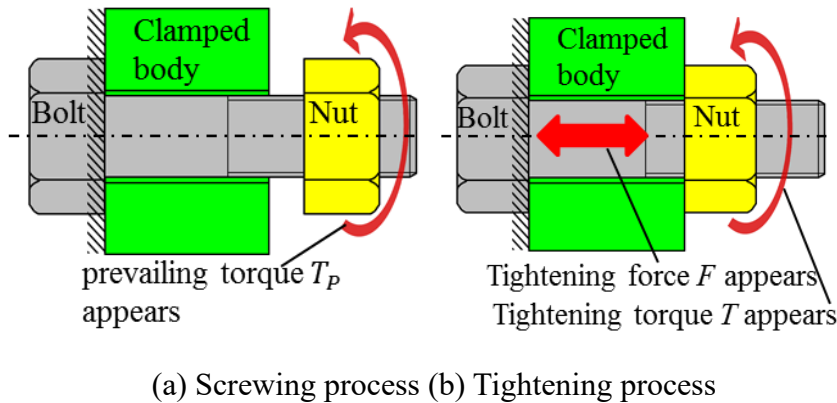 Clamped
body
Bolt
Nut
prevailing torque T_P
appears
Clamped
body
Bolt
Nut
Tightening force F appears
Tightening torque T appears
(a) Screwing process (b) Tightening process